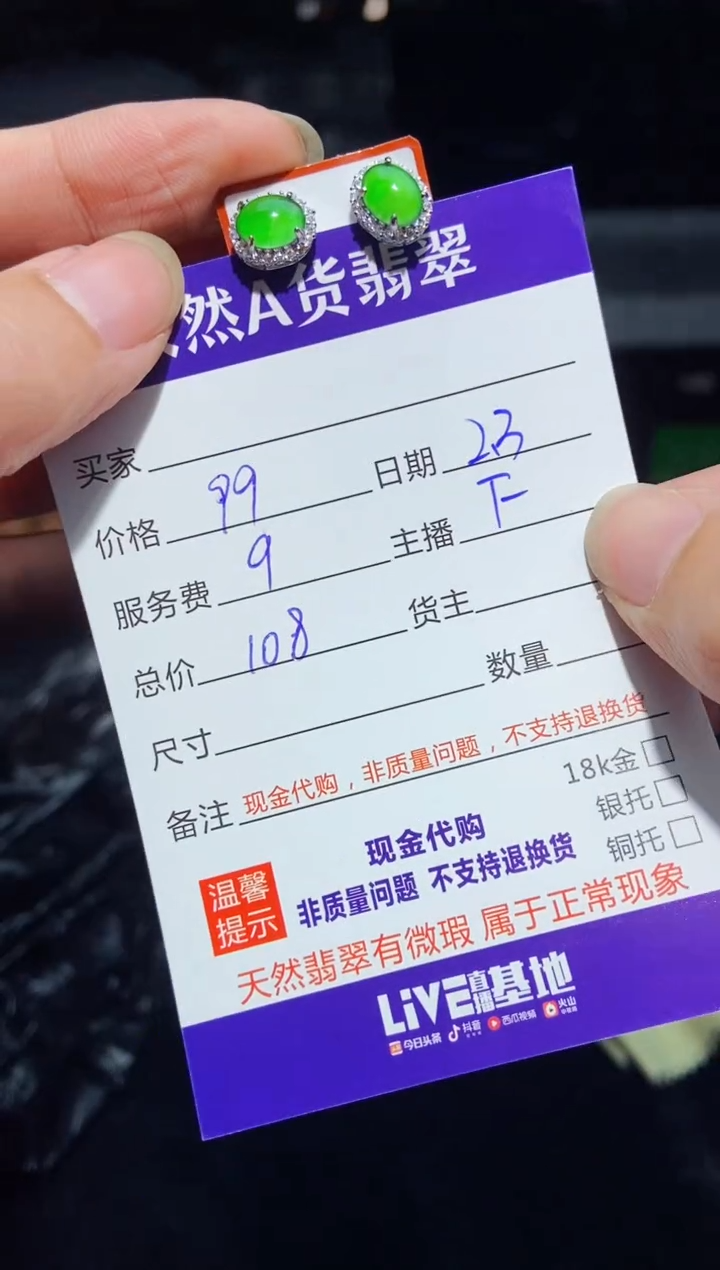 然A货翡翠
买家
价格 99 日期 2.3
服务费 9 主播 下
总价 108 货主
尺寸 数量
备注 现金代购，非质量问题，不支持退换货
18k金
银托
铜托
温馨提示
现金代购
非质量问题 不支持退换货
天然翡翠有微瑕 属于正常现象
LiVE直播基地
今日头条 抖音 西瓜视频 火山